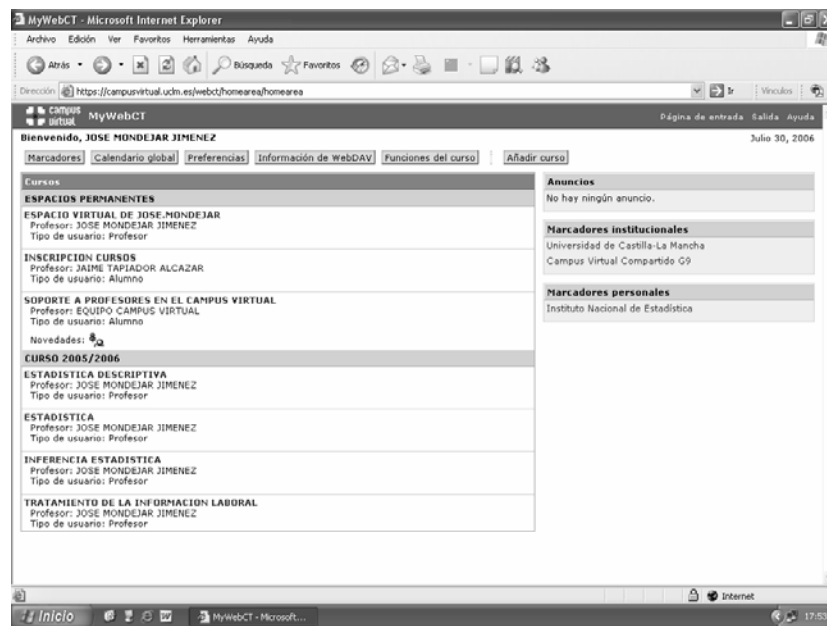 MyWebCT - Microsoft Internet Explorer
Archivo Edición Ver Favoritos Herramientas Ayuda
Atrás Búsqueda Favoritos
Dirección https://campusvirtual.uclm.es/webct/homearea/homearea Ir Vínculos
campus virtual MyWebCT Página de entrada Salida Ayuda
Bienvenido, JOSE MONDEJAR JIMENEZ Julio 30, 2006
Marcadores Calendario global Preferencias Información de WebDAV Funciones del curso Añadir curso
Cursos
ESPACIOS PERMANENTES
ESPACIO VIRTUAL DE JOSE.MONDEJAR
Profesor: JOSE MONDEJAR JIMENEZ
Tipo de usuario: Profesor
INSCRIPCION CURSOS
Profesor: JAIME TAPIADOR ALCAZAR
Tipo de usuario: Alumno
SOPORTE A PROFESORES EN EL CAMPUS VIRTUAL
Profesor: EQUIPO CAMPUS VIRTUAL
Tipo de usuario: Alumno
Novedades:
CURSO 2005/2006
ESTADISTICA DESCRIPTIVA
Profesor: JOSE MONDEJAR JIMENEZ
Tipo de usuario: Profesor
ESTADISTICA
Profesor: JOSE MONDEJAR JIMENEZ
Tipo de usuario: Profesor
INFERENCIA ESTADISTICA
Profesor: JOSE MONDEJAR JIMENEZ
Tipo de usuario: Profesor
TRATAMIENTO DE LA INFORMACION LABORAL
Profesor: JOSE MONDEJAR JIMENEZ
Tipo de usuario: Profesor
Anuncios
No hay ningún anuncio.
Marcadores institucionales
Universidad de Castilla-La Mancha
Campus Virtual Compartido G9
Marcadores personales
Instituto Nacional de Estadística
Internet
Inicio MyWebCT - Microsoft... 17:53